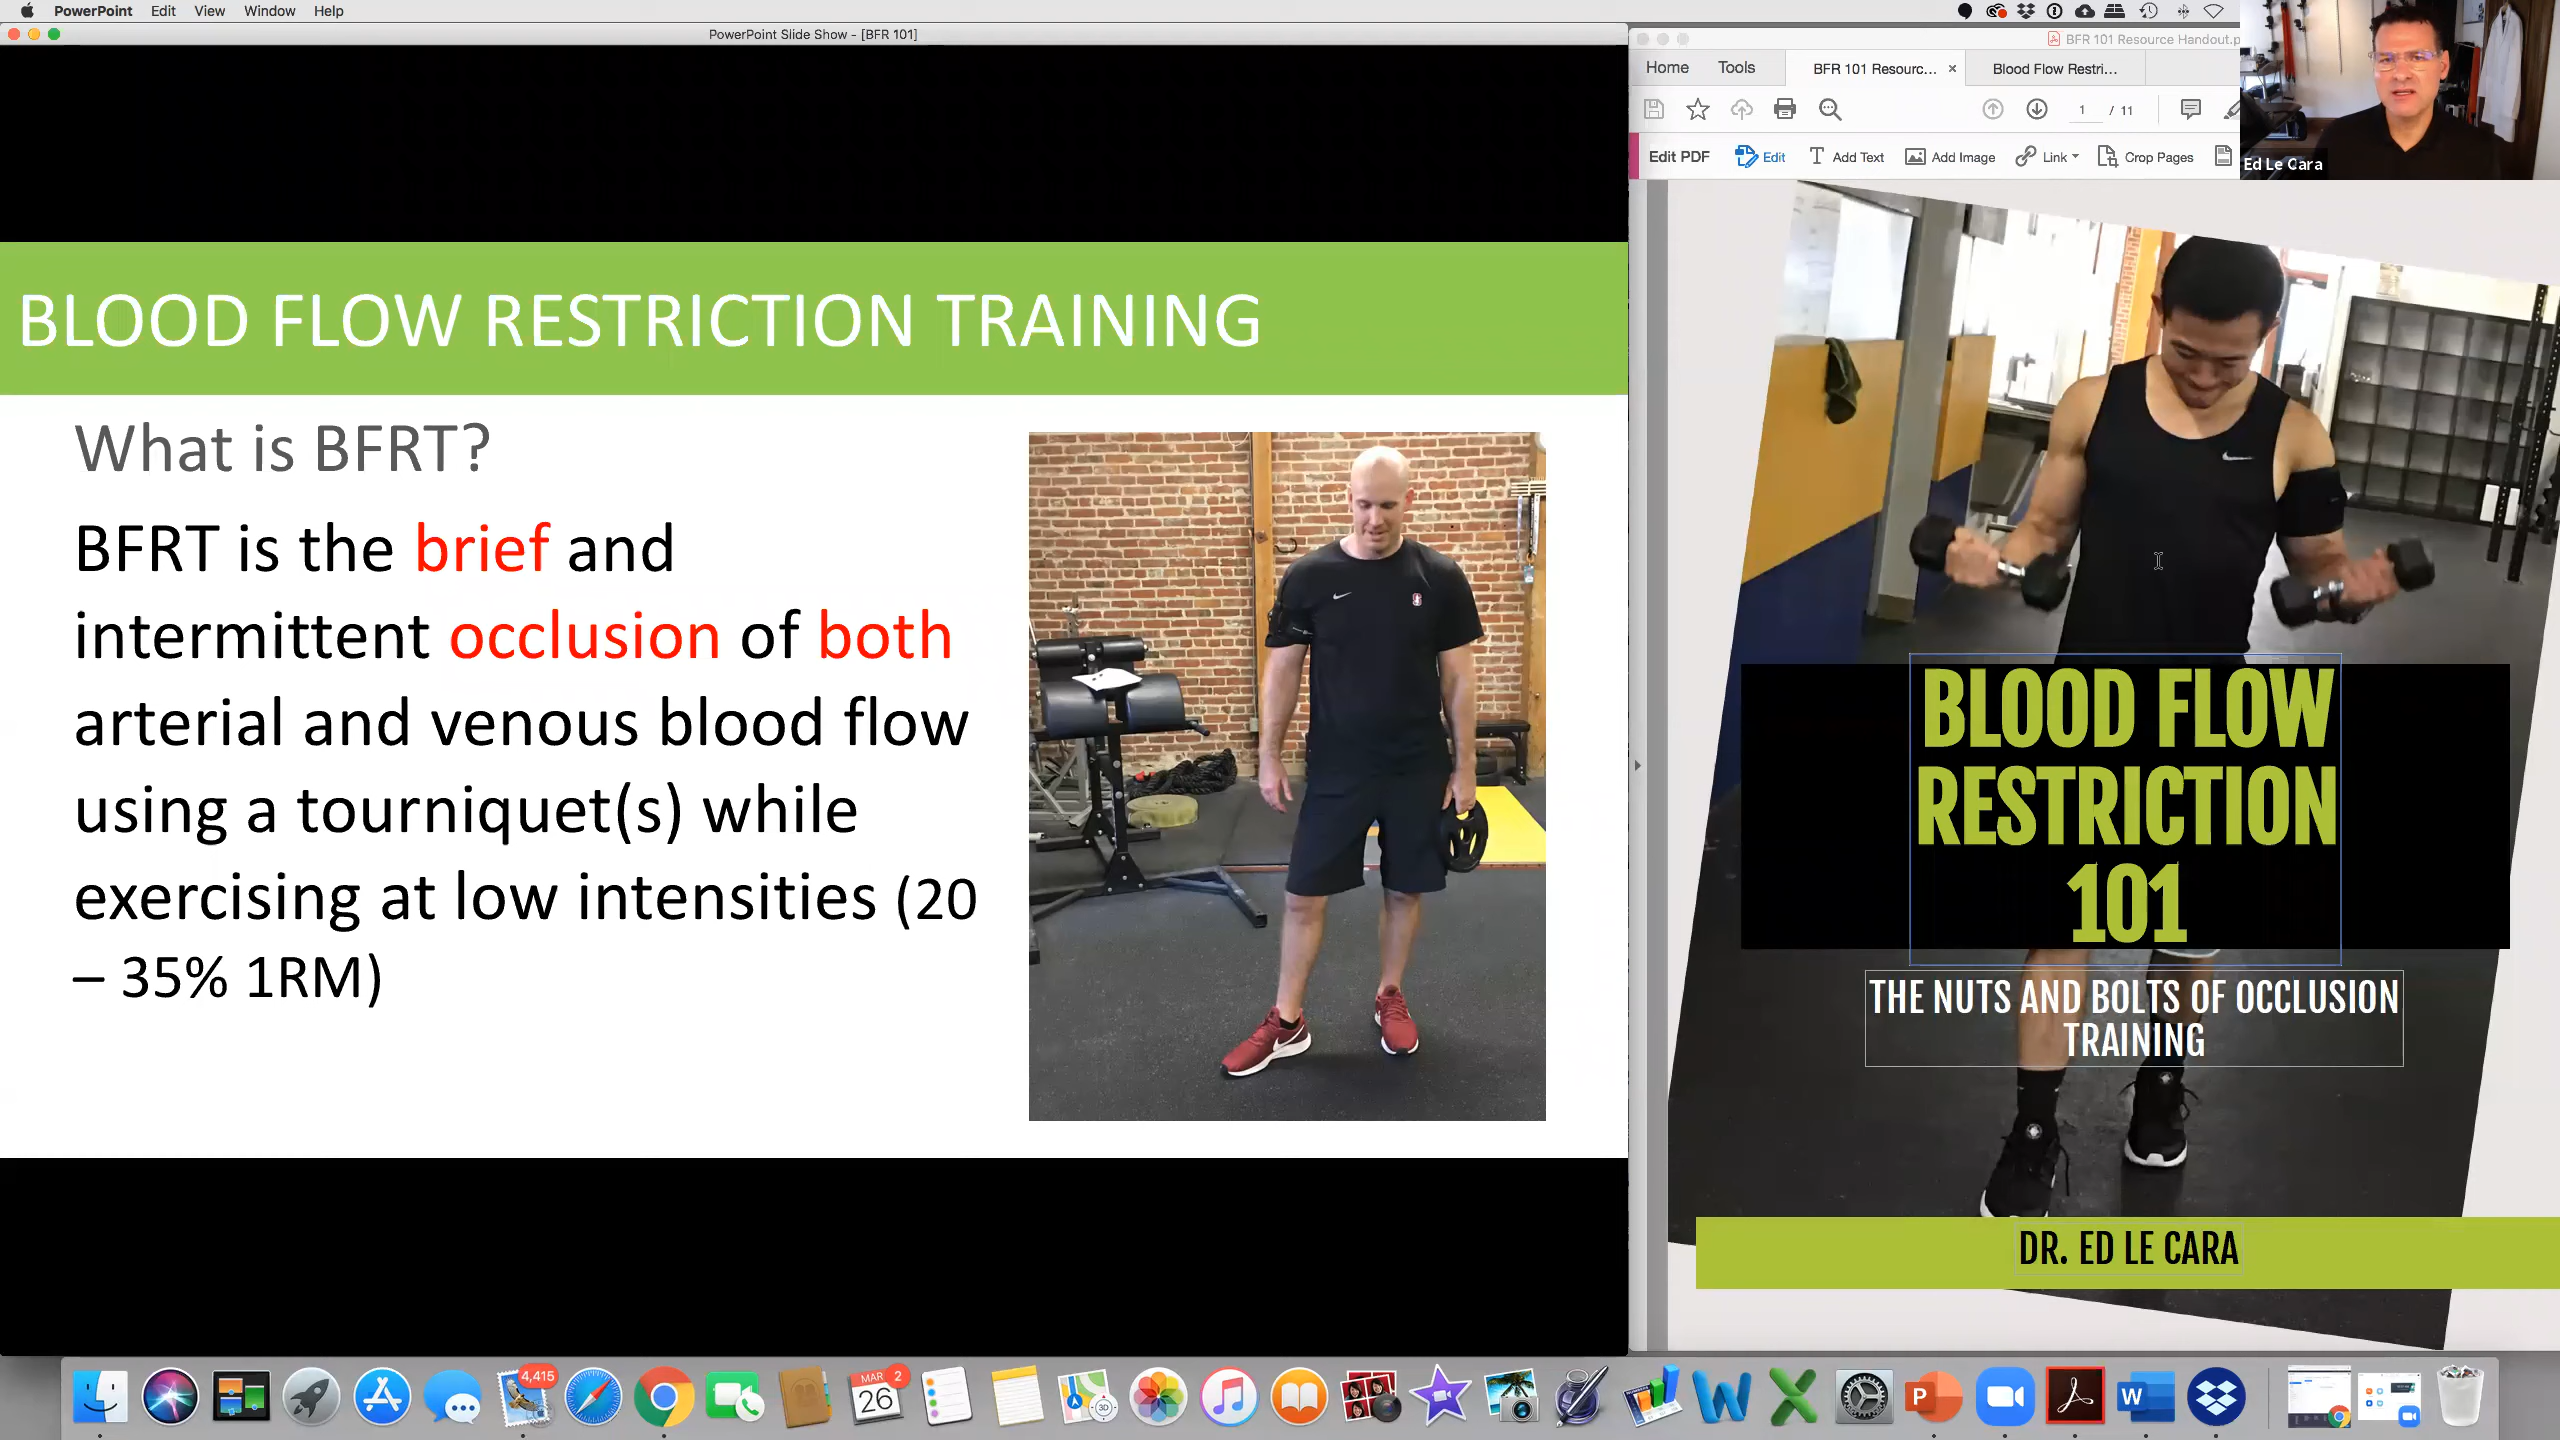 PowerPoint Edit View Window Help
PowerPoint Slide Show - [BFR 101]
BLOOD FLOW RESTRICTION TRAINING
What is BFRT?
BFRT is the brief and
intermittent occlusion of both
arterial and venous blood flow
using a tourniquet(s) while
exercising at low intensities (20
– 35% 1RM)
BFR 101 Resource Handout.p
Home Tools BFR 101 Resourc... × Blood Flow Restri...
1 / 11
Edit PDF Edit Add Text Add Image Link Crop Pages
Ed Le Cara
BLOOD FLOW
RESTRICTION
101
THE NUTS AND BOLTS OF OCCLUSION
TRAINING
DR. ED LE CARA
4,415
MAR 2
26
3D
P
W